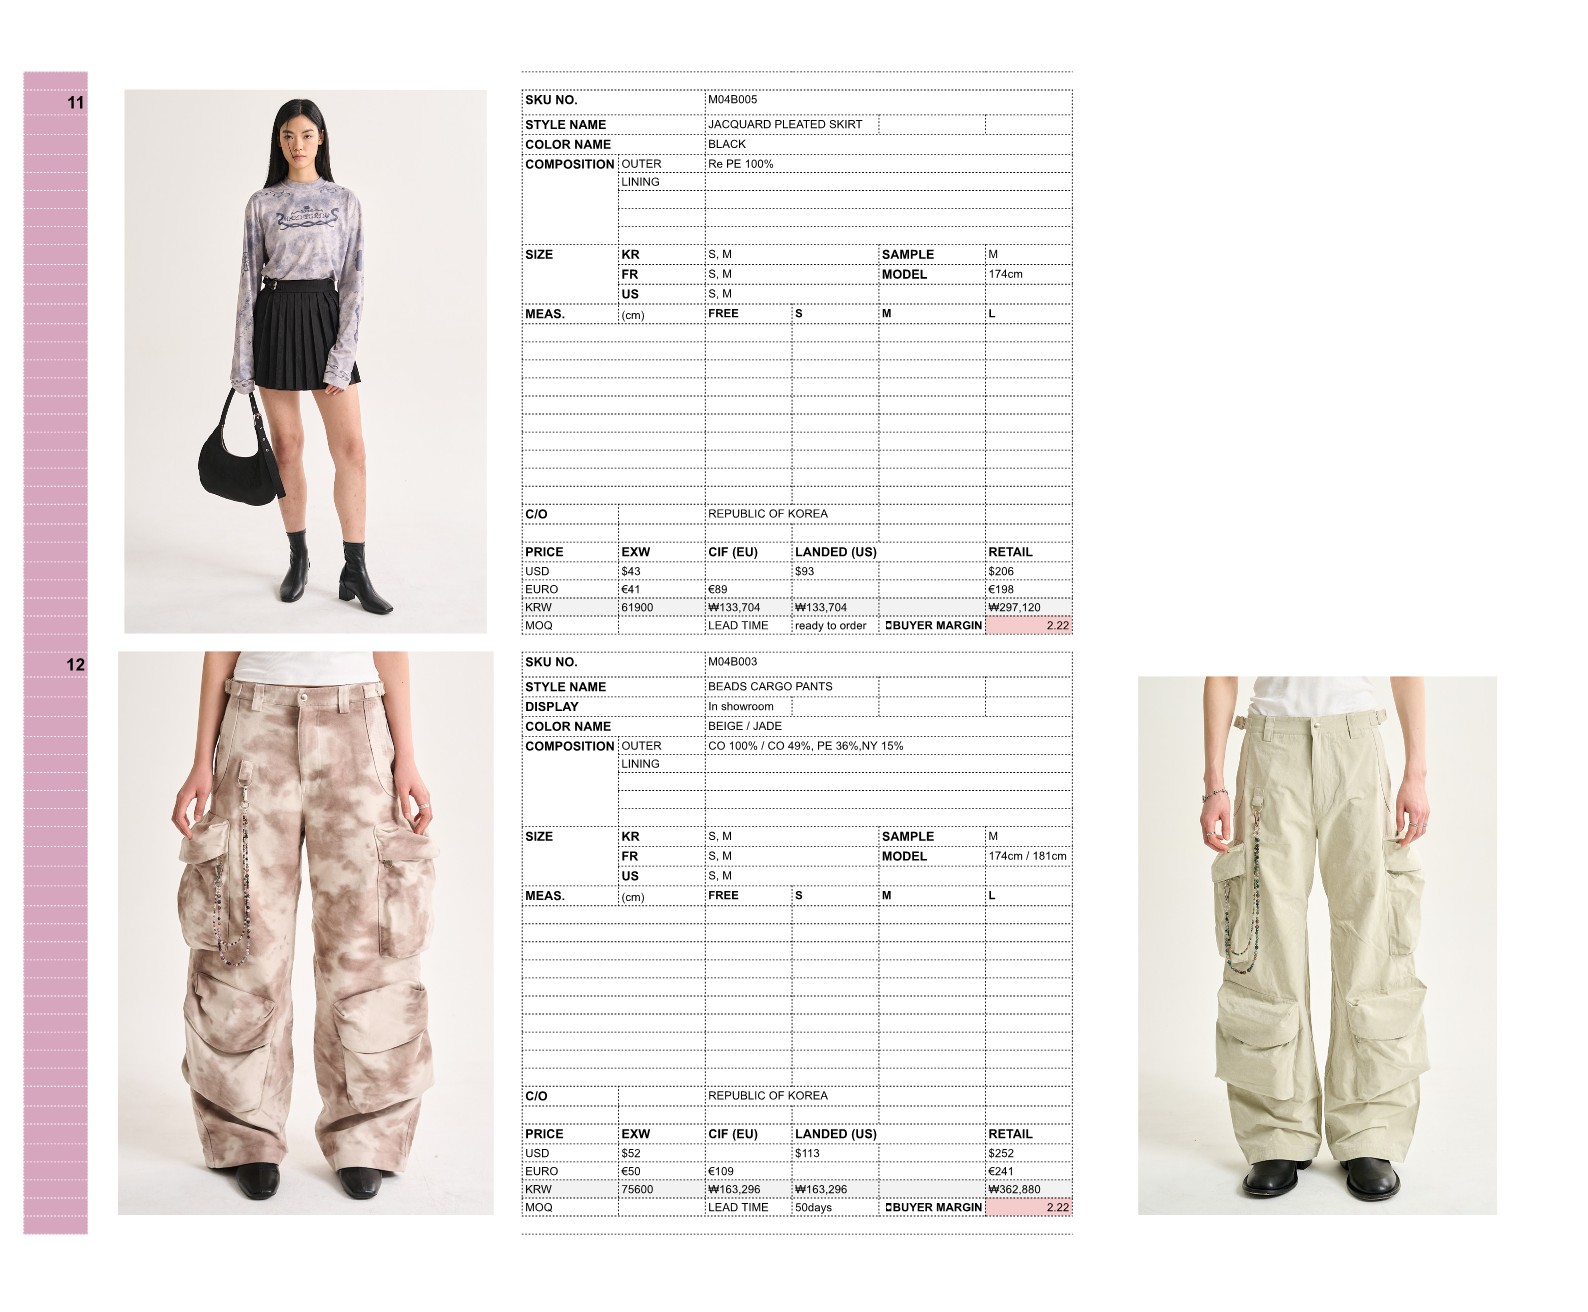 11
SKU NO. M04B005
STYLE NAME JACQUARD PLEATED SKIRT
COLOR NAME BLACK
COMPOSITION OUTER Re PE 100%
LINING
SIZE KR S, M SAMPLE M
FR S, M MODEL 174cm
US S, M
MEAS. (cm) FREE S M L
C/O REPUBLIC OF KOREA
PRICE EXW CIF (EU) LANDED (US) RETAIL
USD $43 $93 $206
EURO €41 €89 €198
KRW 61900 ₩133,704 ₩133,704 ₩297,120
MOQ LEAD TIME ready to order BUYER MARGIN 2.22
12
SKU NO. M04B003
STYLE NAME BEADS CARGO PANTS
DISPLAY In showroom
COLOR NAME BEIGE / JADE
COMPOSITION OUTER CO 100% / CO 49%, PE 36%,NY 15%
LINING
SIZE KR S, M SAMPLE M
FR S, M MODEL 174cm / 181cm
US S, M
MEAS. (cm) FREE S M L
C/O REPUBLIC OF KOREA
PRICE EXW CIF (EU) LANDED (US) RETAIL
USD $52 $113 $252
EURO €50 €109 €241
KRW 75600 ₩163,296 ₩163,296 ₩362,880
MOQ LEAD TIME 50days BUYER MARGIN 2.22